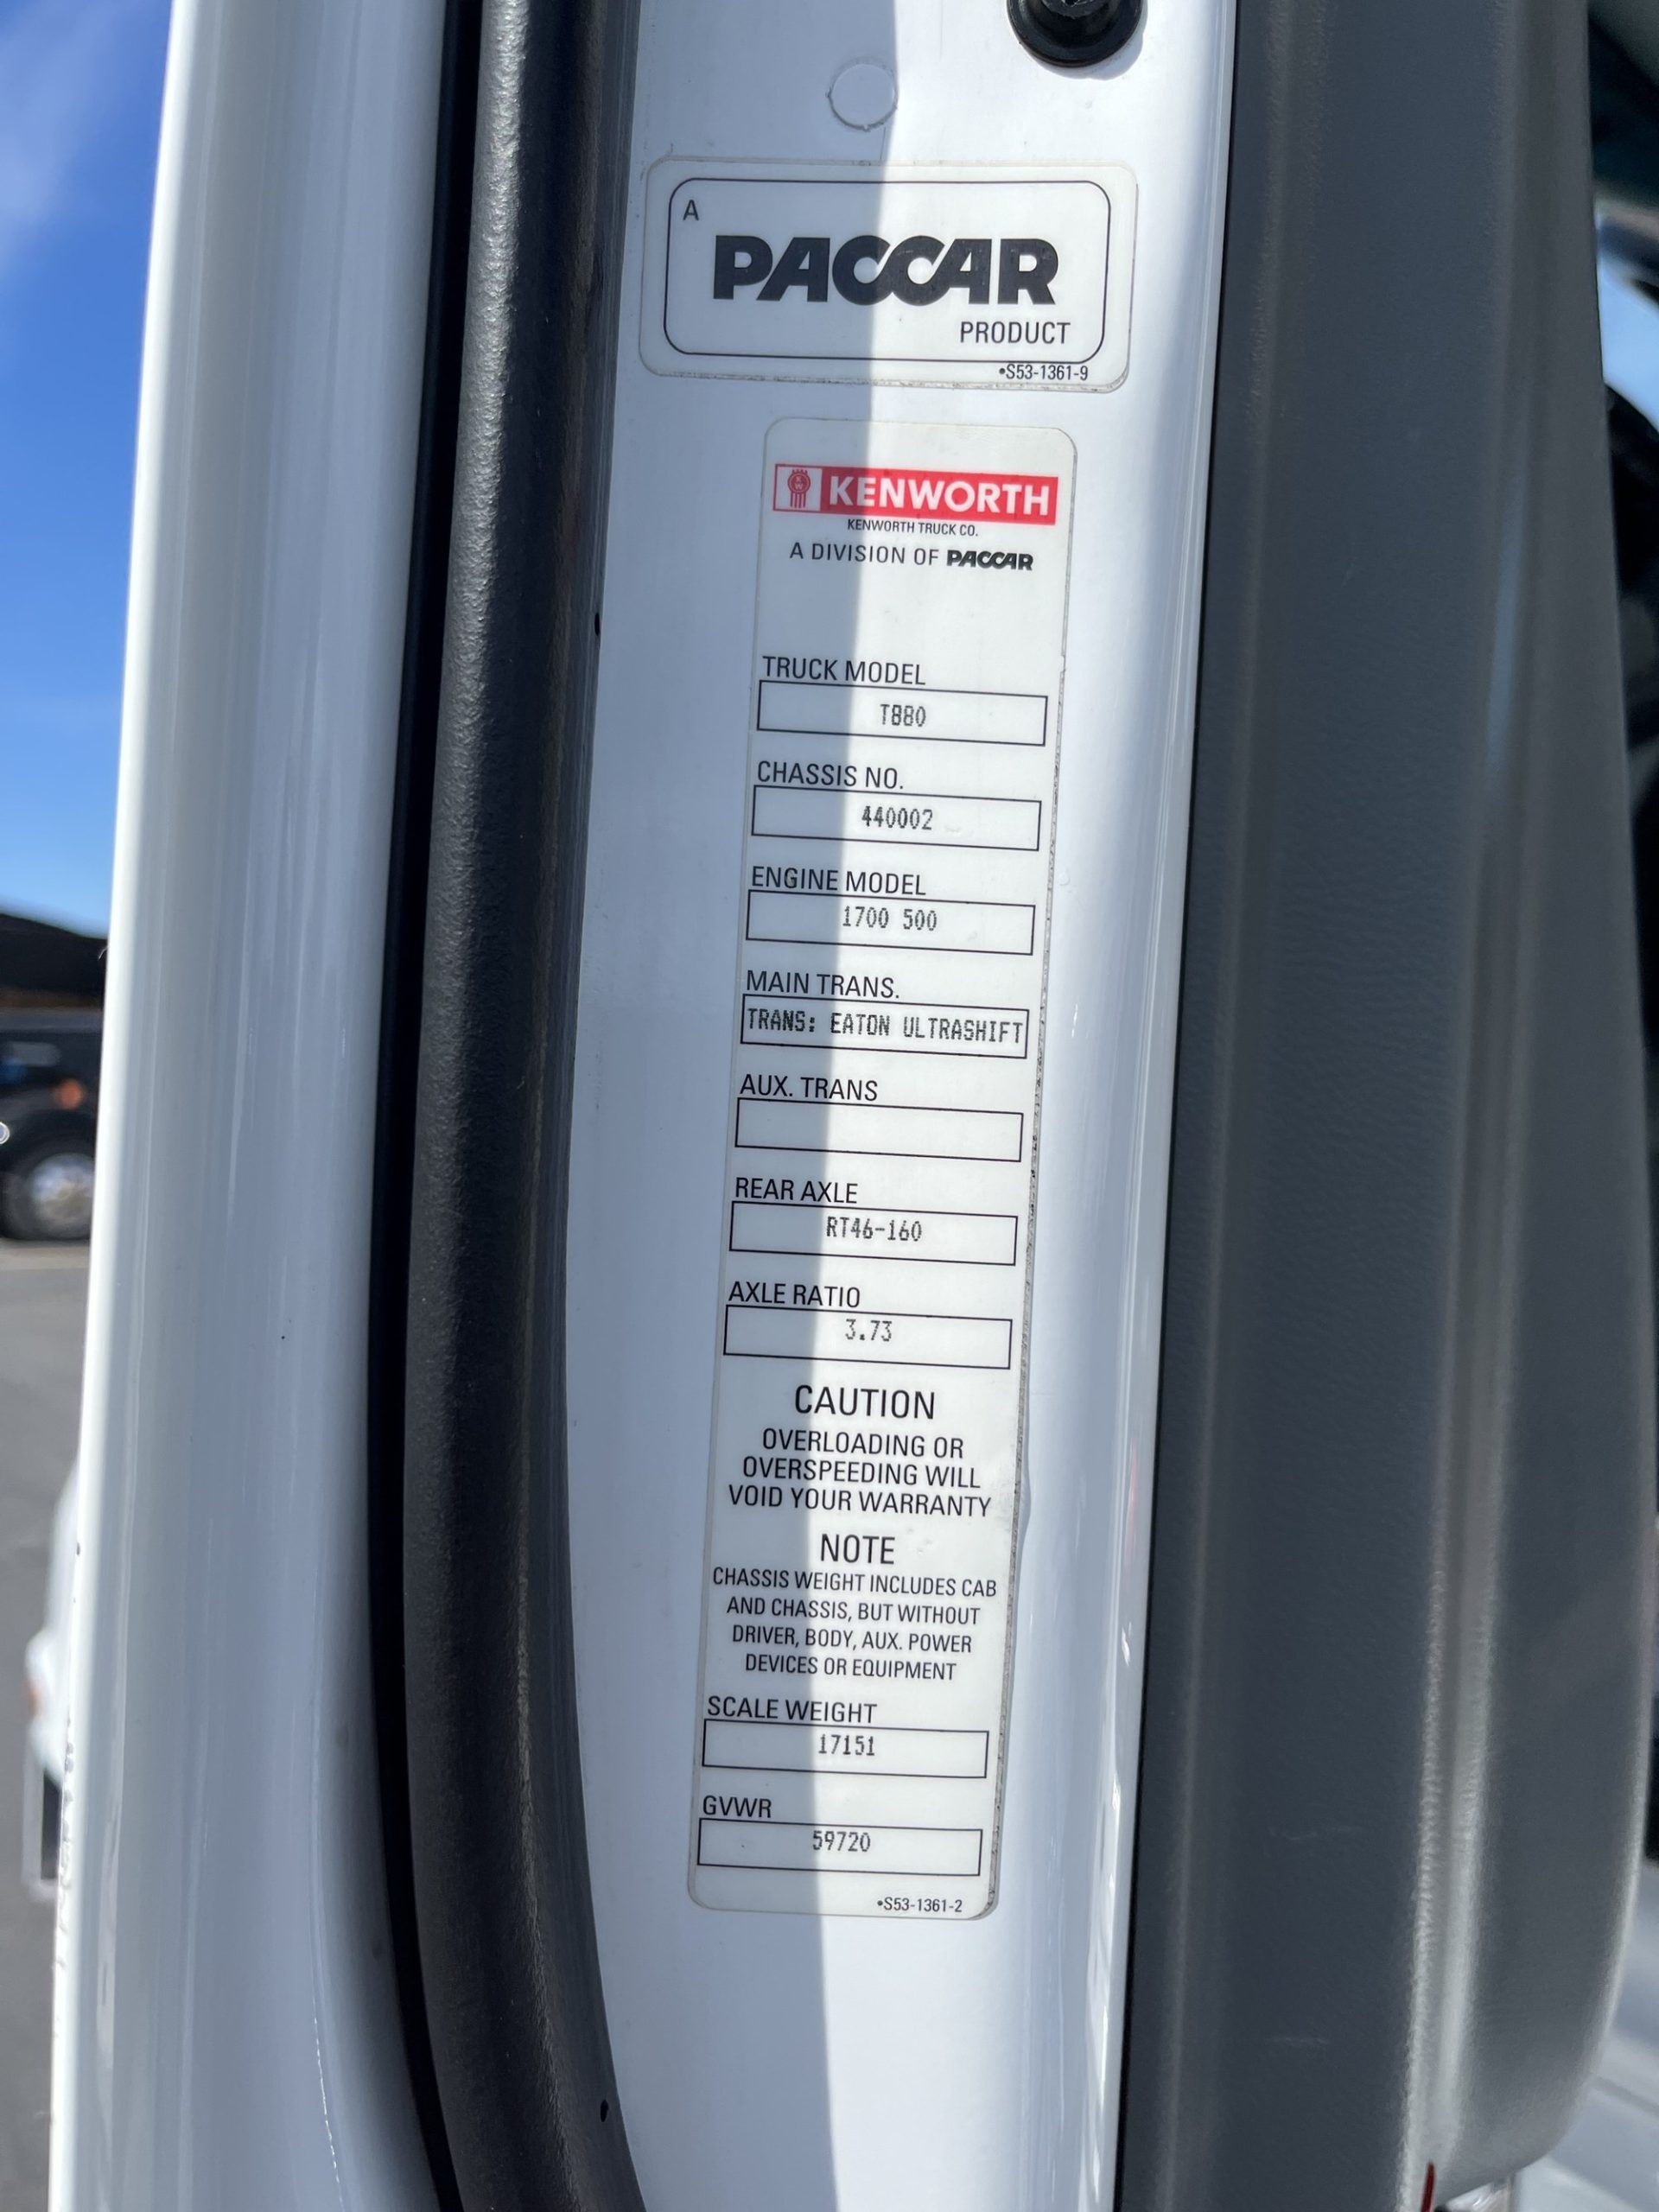 A
PACCAR
PRODUCT
•S53-1361-9
KENWORTH
KENWORTH TRUCK CO.
A DIVISION OF PACCAR
TRUCK MODEL
T880
CHASSIS NO.
440002
ENGINE MODEL
1700 500
MAIN TRANS.
TRANS: EATON ULTRASHIFT
AUX. TRANS
REAR AXLE
RT46-160
AXLE RATIO
3.73
CAUTION
OVERLOADING OR
OVERSPEEDING WILL
VOID YOUR WARRANTY
NOTE
CHASSIS WEIGHT INCLUDES CAB
AND CHASSIS, BUT WITHOUT
DRIVER, BODY, AUX. POWER
DEVICES OR EQUIPMENT
SCALE WEIGHT
17151
GVWR
59720
•S53-1361-2